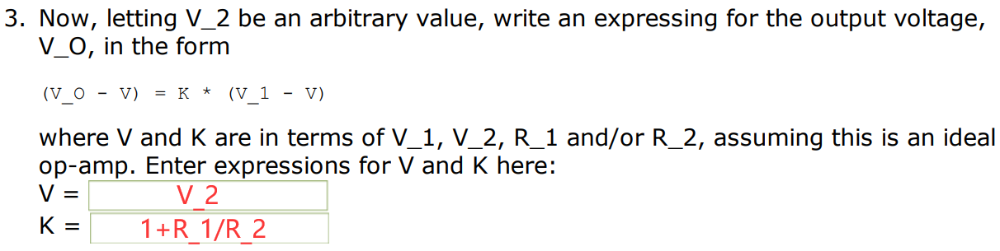 3. Now, letting V_2 be an arbitrary value, write an expressing for the output voltage,
V_O, in the form
(V_O - V) = K * (V_1 - V)
where V and K are in terms of V_1, V_2, R_1 and/or R_2, assuming this is an ideal
op-amp. Enter expressions for V and K here:
V = V_2
K = 1+R_1/R_2